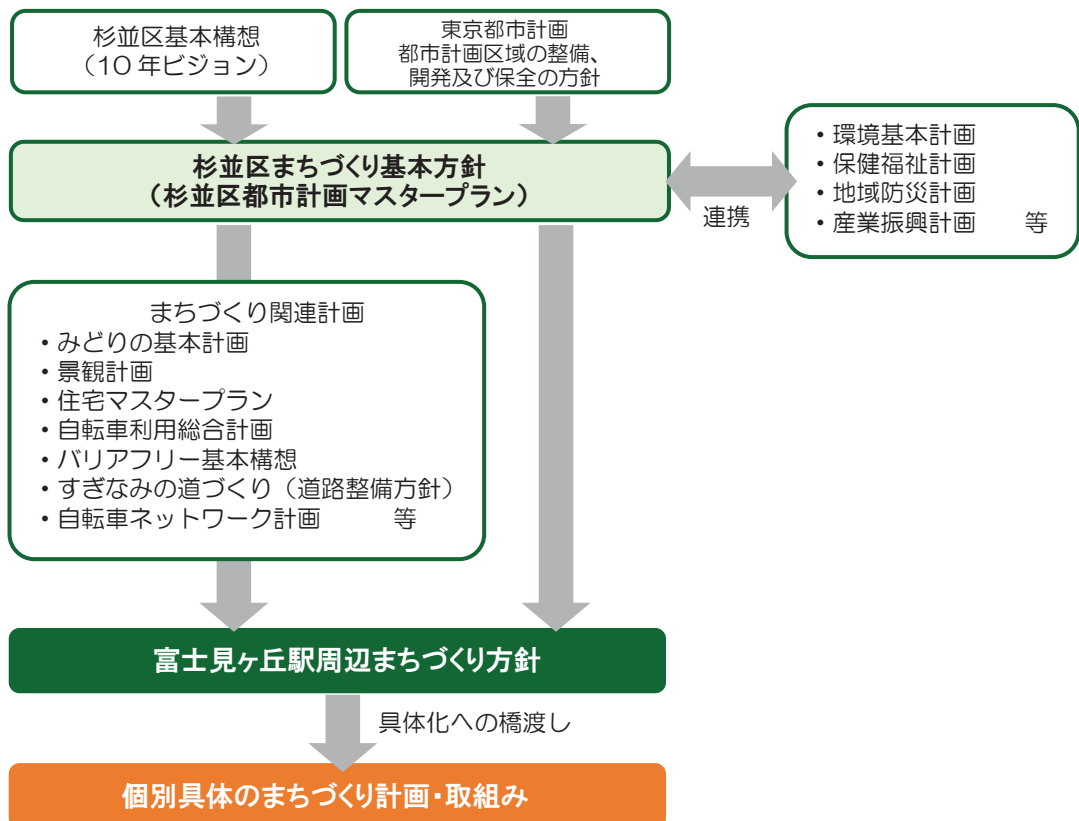 杉並区基本構想
（10年ビジョン）
東京都市計画
都市計画区域の整備、
開発及び保全の方針
杉並区まちづくり基本方針
（杉並区都市計画マスタープラン）
連携
・環境基本計画
・保健福祉計画
・地域防災計画
・産業振興計画　　等
まちづくり関連計画
・みどりの基本計画
・景観計画
・住宅マスタープラン
・自転車利用総合計画
・バリアフリー基本構想
・すぎなみの道づくり（道路整備方針）
・自転車ネットワーク計画　　　等
富士見ヶ丘駅周辺まちづくり方針
具体化への橋渡し
個別具体のまちづくり計画・取組み